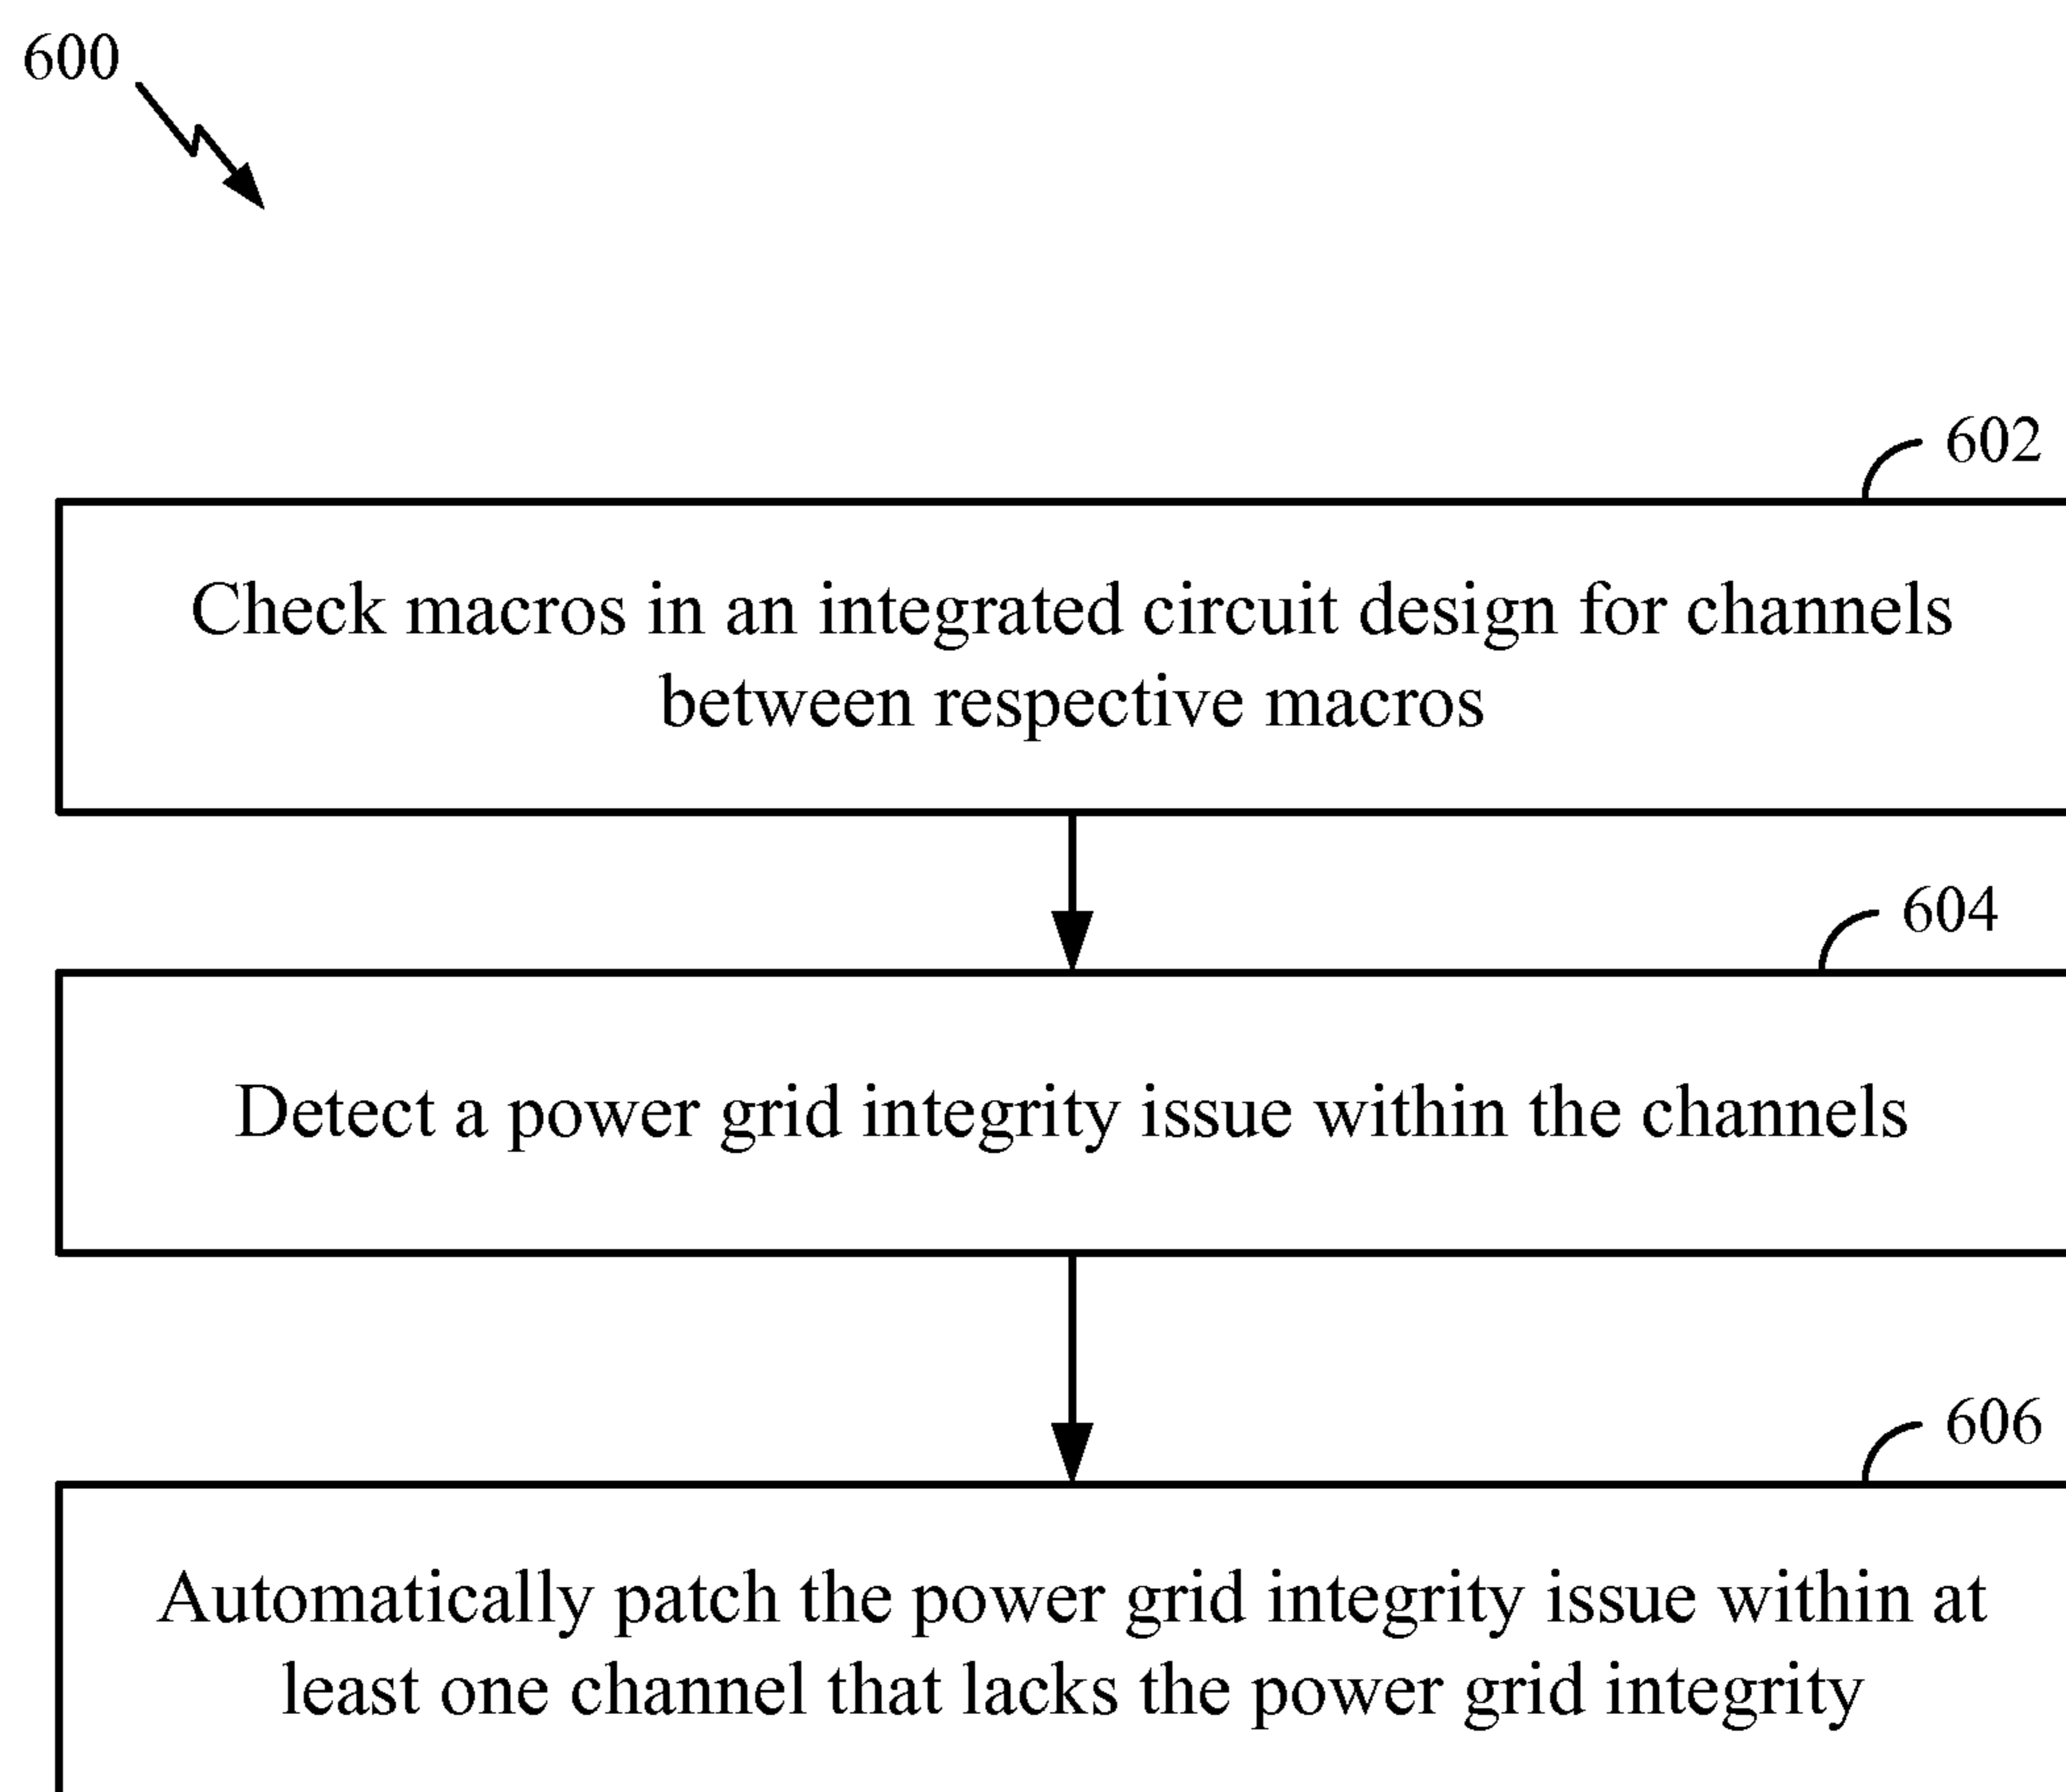 600
602
Check macros in an integrated circuit design for channels
between respective macros
604
Detect a power grid integrity issue within the channels
606
Automatically patch the power grid integrity issue within at
least one channel that lacks the power grid integrity